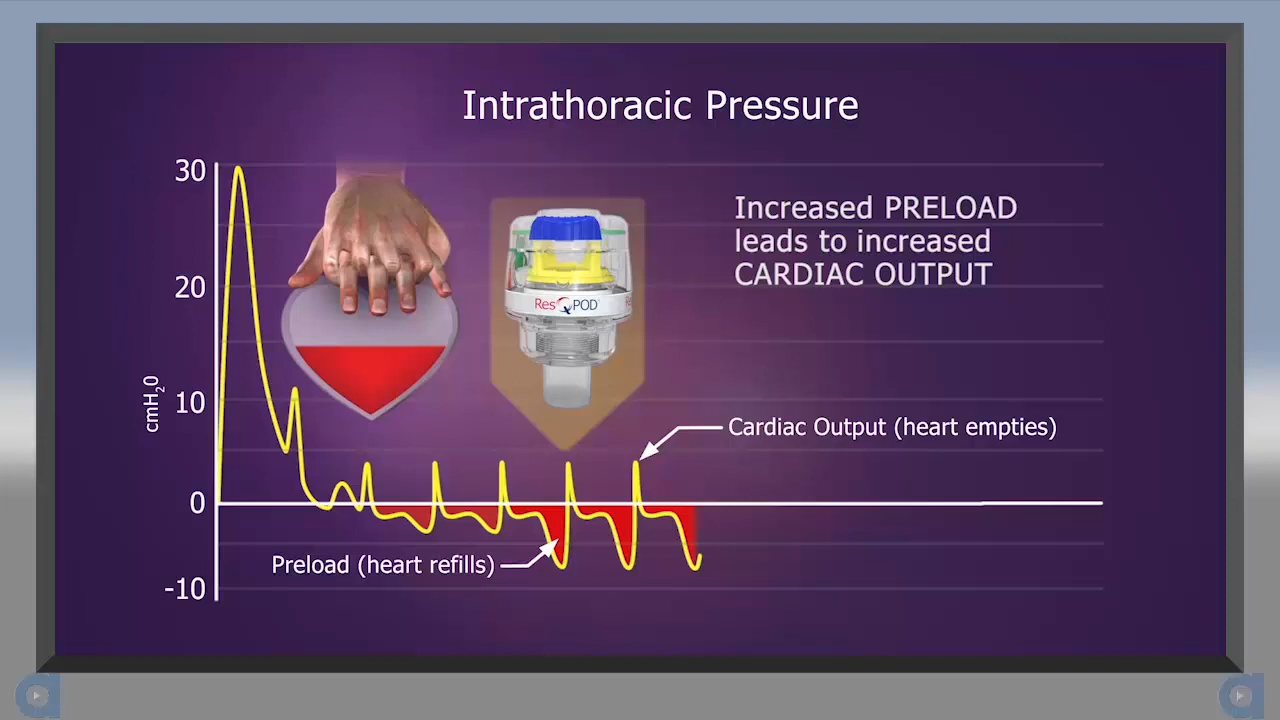 Intrathoracic Pressure
30
20
10
0
-10
cmH₂0
ResQPOD
Increased PRELOAD
leads to increased
CARDIAC OUTPUT
Cardiac Output (heart empties)
Preload (heart refills)